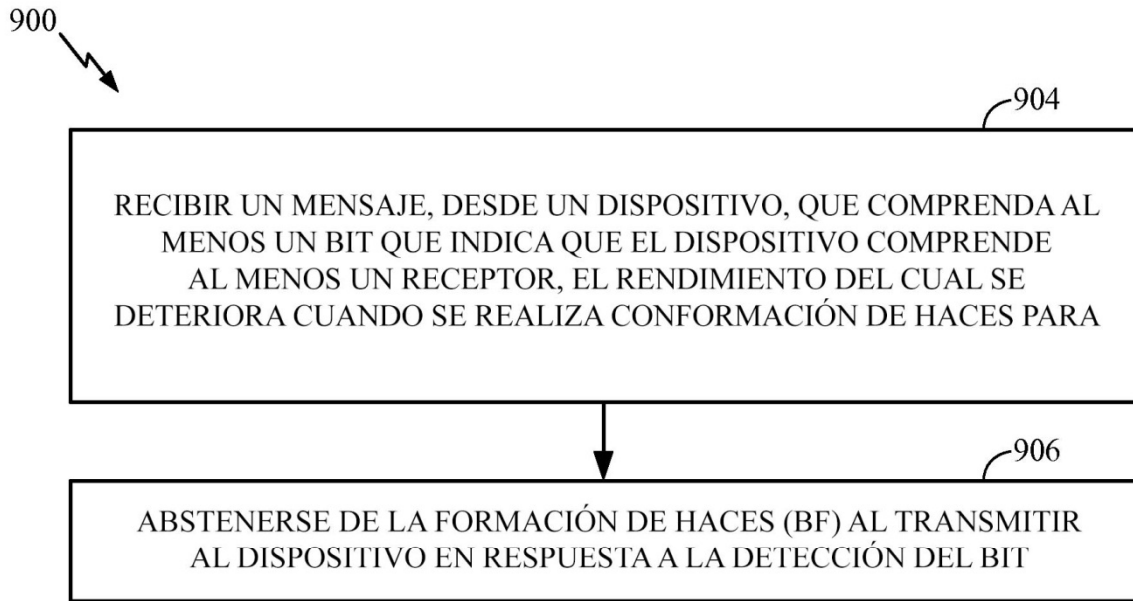 900
904
RECIBIR UN MENSAJE, DESDE UN DISPOSITIVO, QUE COMPRENDA AL
MENOS UN BIT QUE INDICA QUE EL DISPOSITIVO COMPRENDE
AL MENOS UN RECEPTOR, EL RENDIMIENTO DEL CUAL SE
DETERIORA CUANDO SE REALIZA CONFORMACIÓN DE HACES PARA
906
ABSTENERSE DE LA FORMACIÓN DE HACES (BF) AL TRANSMITIR
AL DISPOSITIVO EN RESPUESTA A LA DETECCIÓN DEL BIT